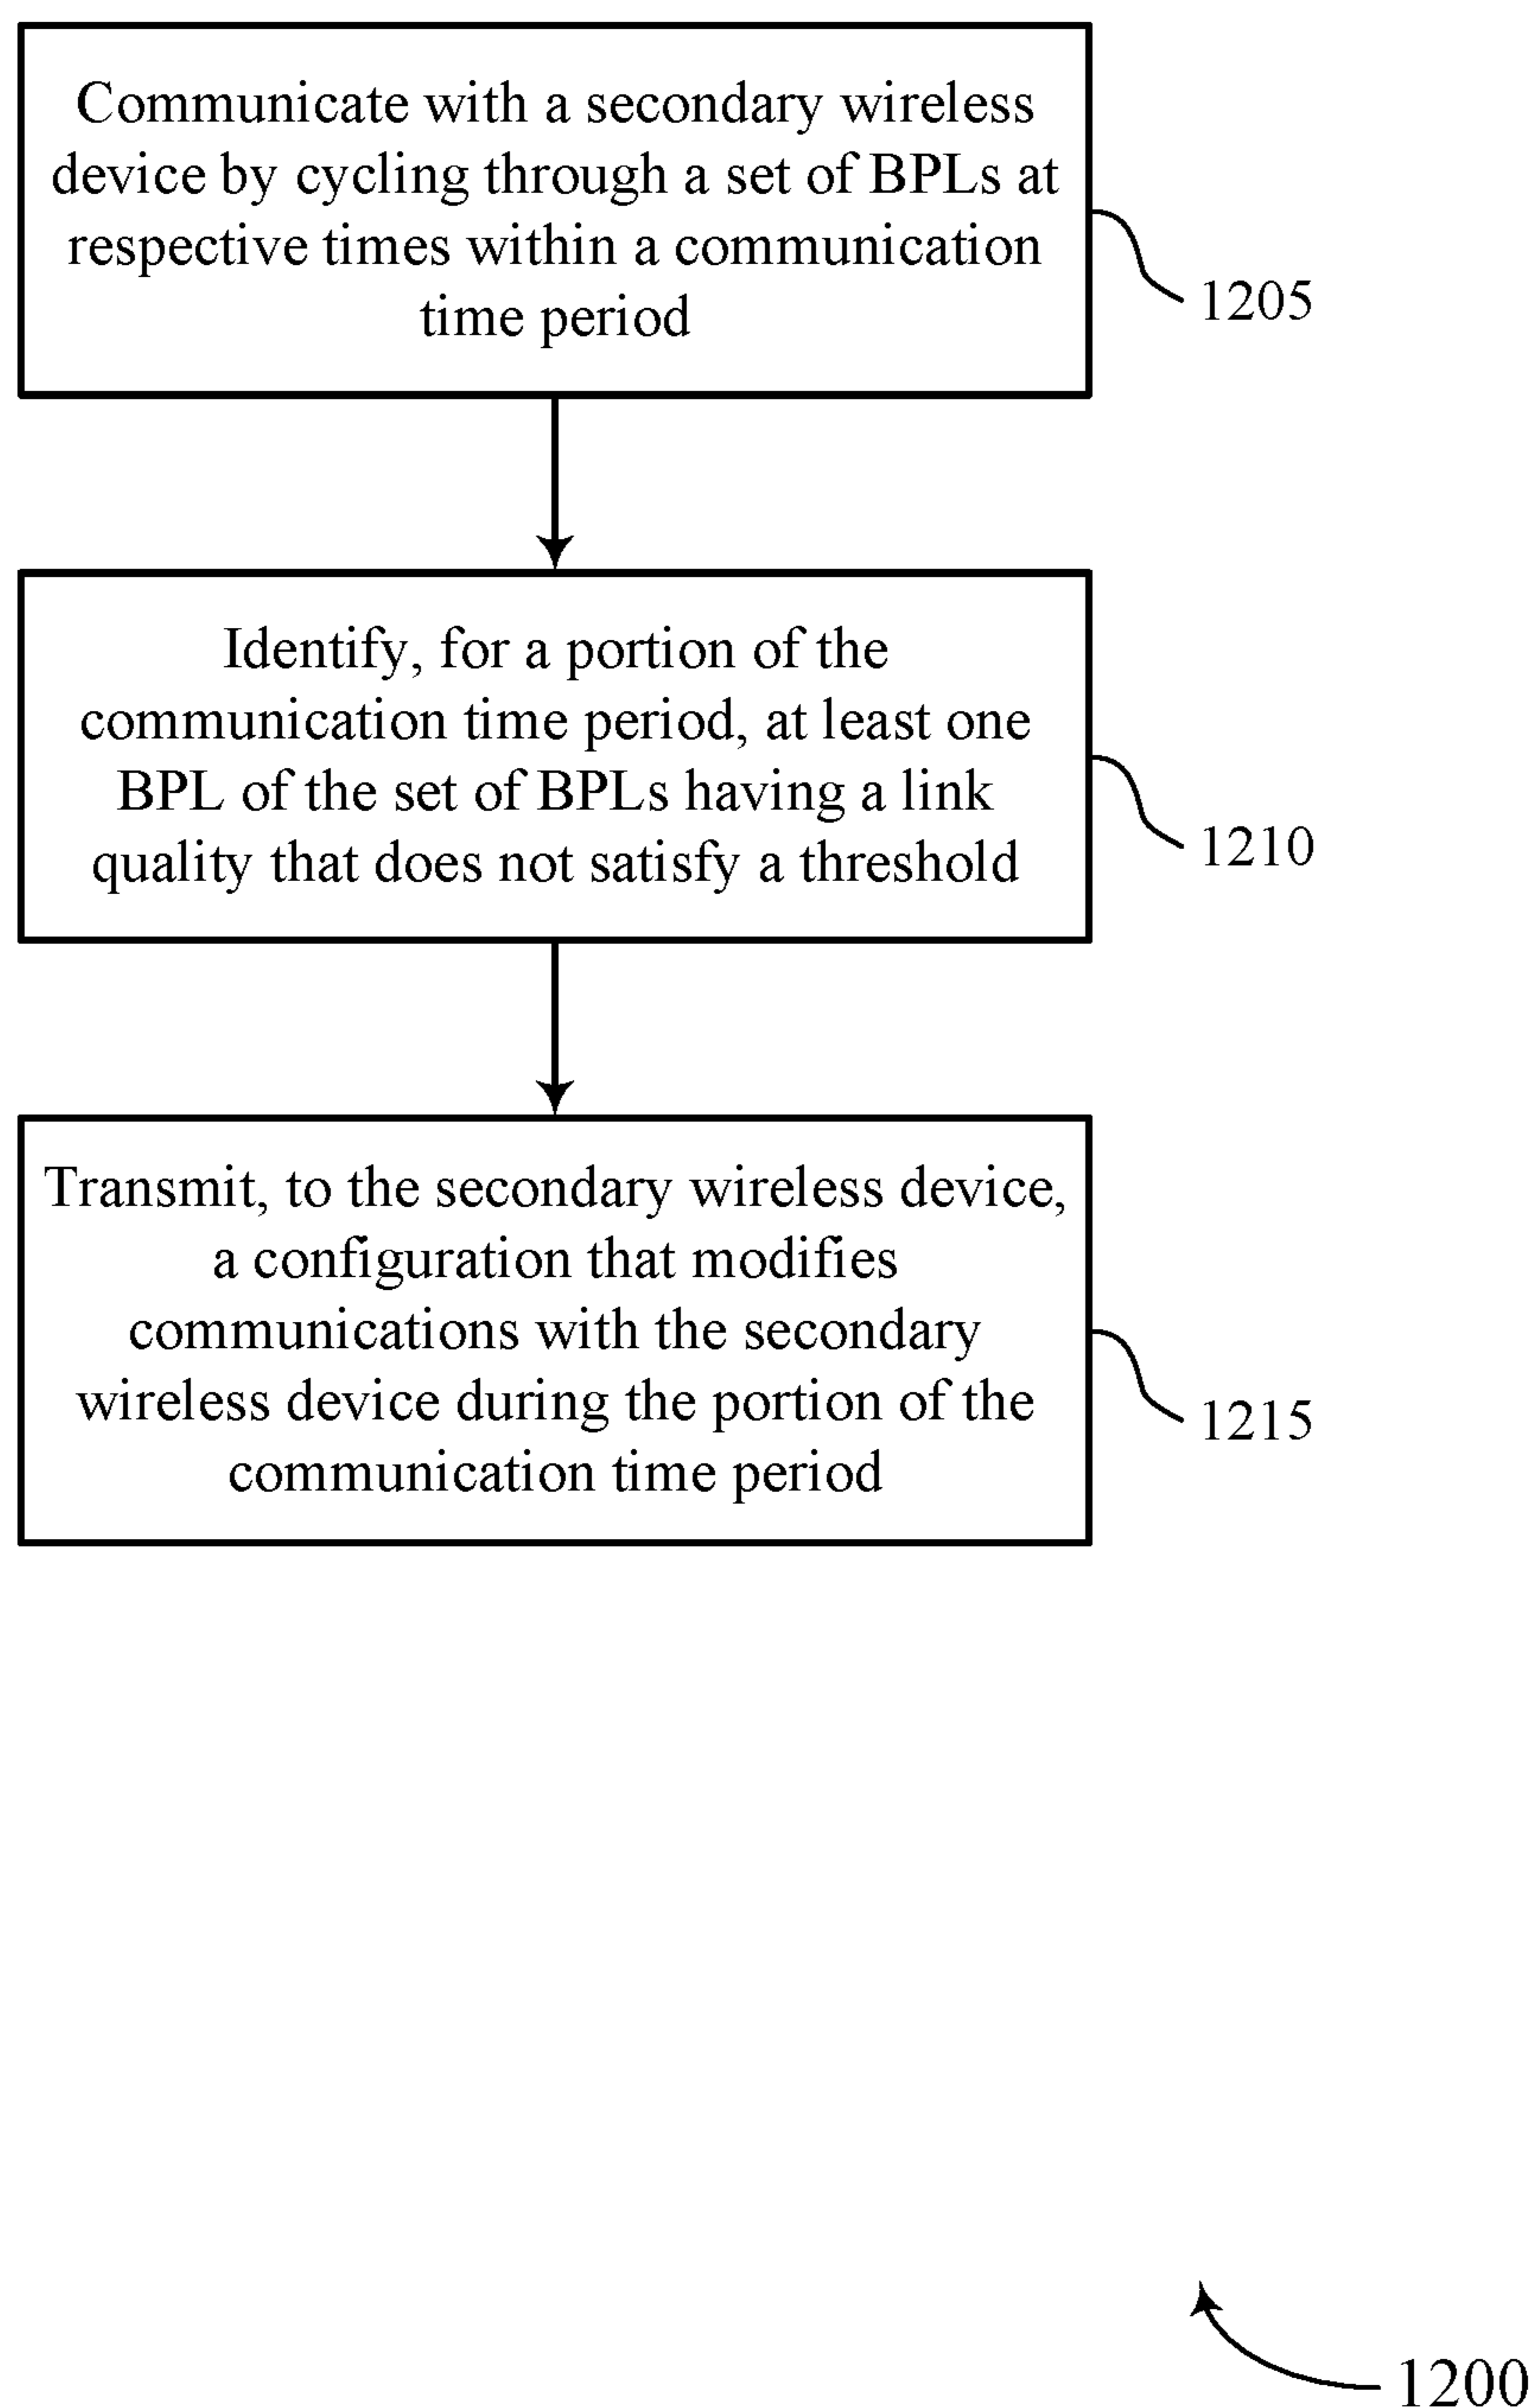 Communicate with a secondary wireless
device by cycling through a set of BPLs at
respective times within a communication
time period
1205
Identify, for a portion of the
communication time period, at least one
BPL of the set of BPLs having a link
quality that does not satisfy a threshold
1210
Transmit, to the secondary wireless device,
a configuration that modifies
communications with the secondary
wireless device during the portion of the
communication time period
1215
1200